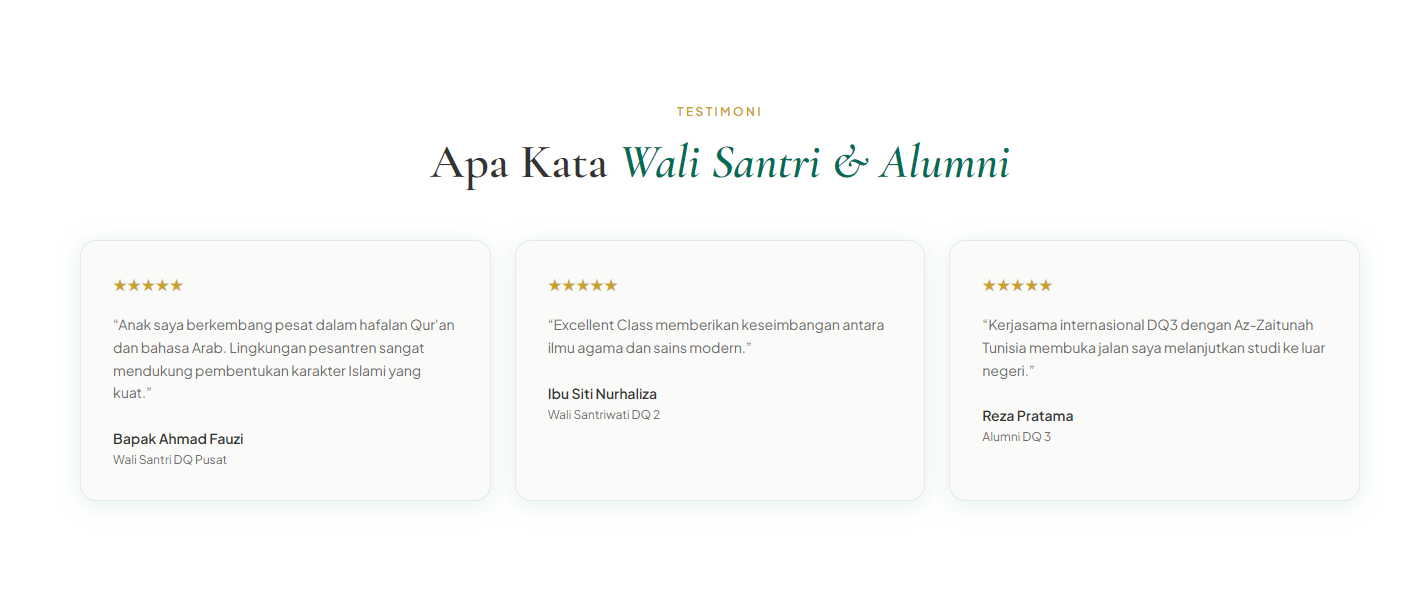 TESTIMONI
Apa Kata Wali Santri & Alumni
★★★★★
“Anak saya berkembang pesat dalam hafalan Qur'an
dan bahasa Arab. Lingkungan pesantren sangat
mendukung pembentukan karakter Islami yang
kuat.”
Bapak Ahmad Fauzi
Wali Santri DQ Pusat
★★★★★
“Excellent Class memberikan keseimbangan antara
ilmu agama dan sains modern.”
Ibu Siti Nurhaliza
Wali Santriwati DQ 2
★★★★★
“Kerjasama internasional DQ3 dengan Az-Zaitunah
Tunisia membuka jalan saya melanjutkan studi ke luar
negeri.”
Reza Pratama
Alumni DQ 3